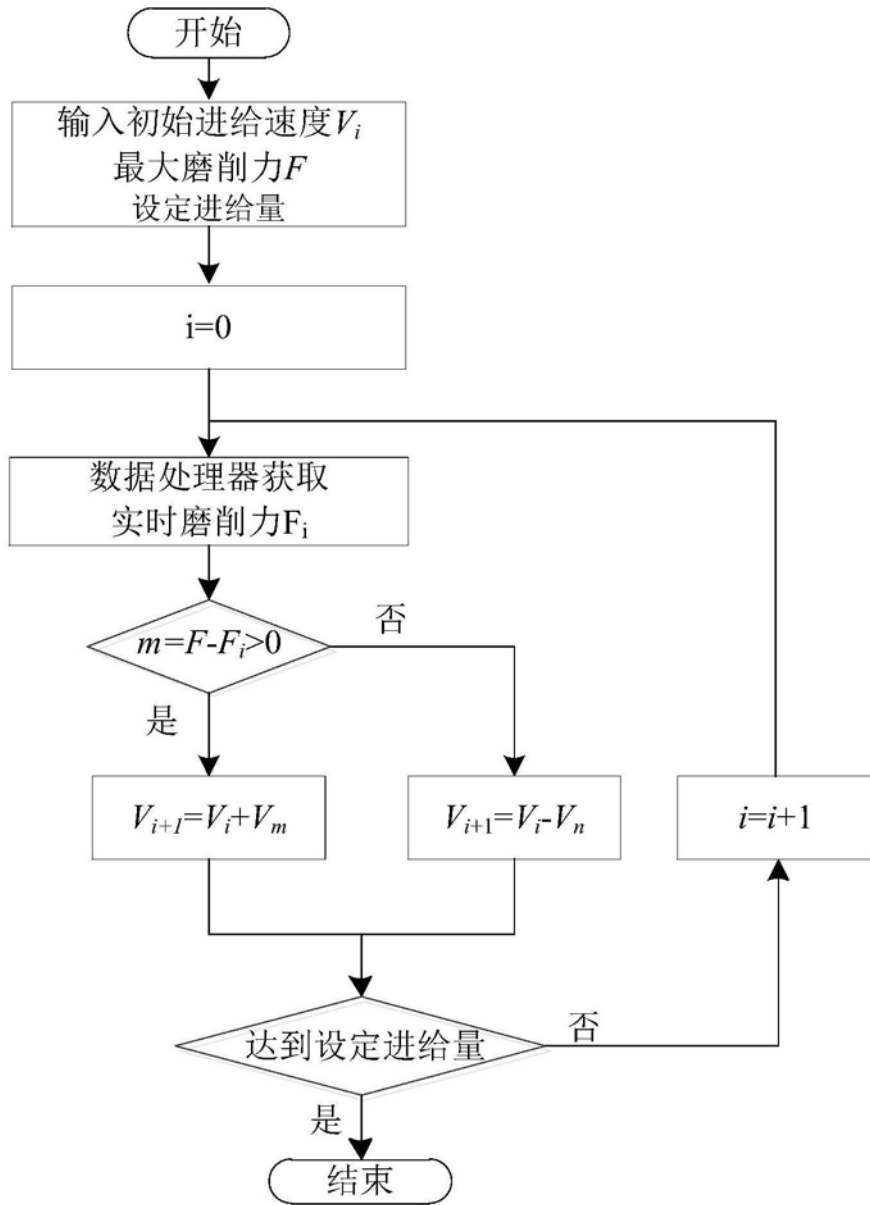 开始
输入初始进给速度Vᵢ
最大磨削力F
设定进给量
i=0
数据处理器获取
实时磨削力Fᵢ
m=F-Fᵢ>0
否
是
Vᵢ₊₁=Vᵢ+Vₘ
Vᵢ₊₁=Vᵢ-Vₙ
i=i+1
达到设定进给量
否
是
结束